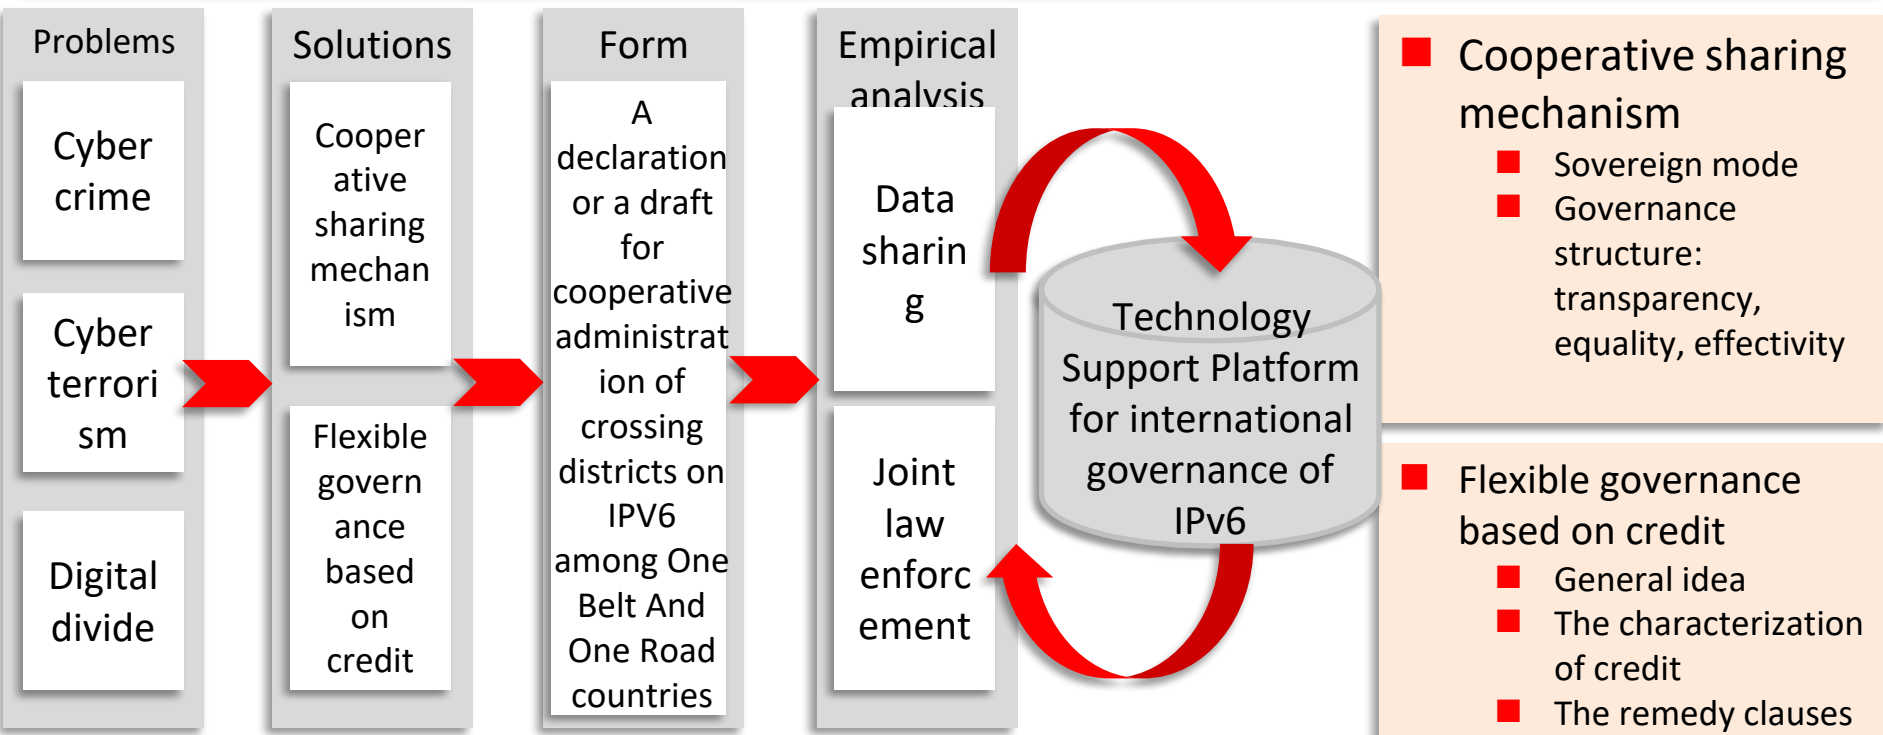 Problems
Cyber
crime
Cyber
terrori
sm
Digital
divide
Solutions
Cooper
ative
sharing
mechan
ism
Flexible
govern
ance
based
on
credit
Form
A
declaration
or a draft
for
cooperative
administrat
ion of
crossing
districts on
IPV6
among One
Belt And
One Road
countries
Empirical
analysis
Data
sharin
g
Joint
law
enforc
ement
Technology
Support Platform
for international
governance of
IPv6
Cooperative sharing
mechanism
Sovereign mode
Governance
structure:
transparency,
equality, effectivity
Flexible governance
based on credit
General idea
The characterization
of credit
The remedy clauses